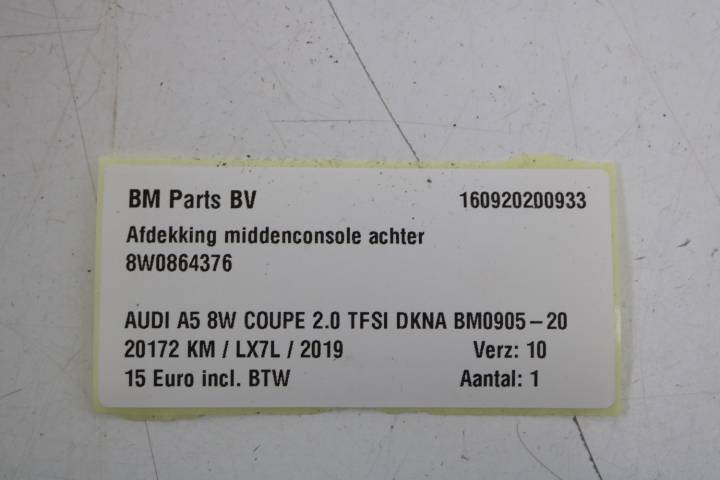 BM Parts BV 160920200933
Afdekking middenconsole achter
8W0864376
AUDI A5 8W COUPE 2.0 TFSI DKNA BM0905-20
20172 KM / LX7L / 2019 Verz: 10
15 Euro incl. BTW Aantal: 1